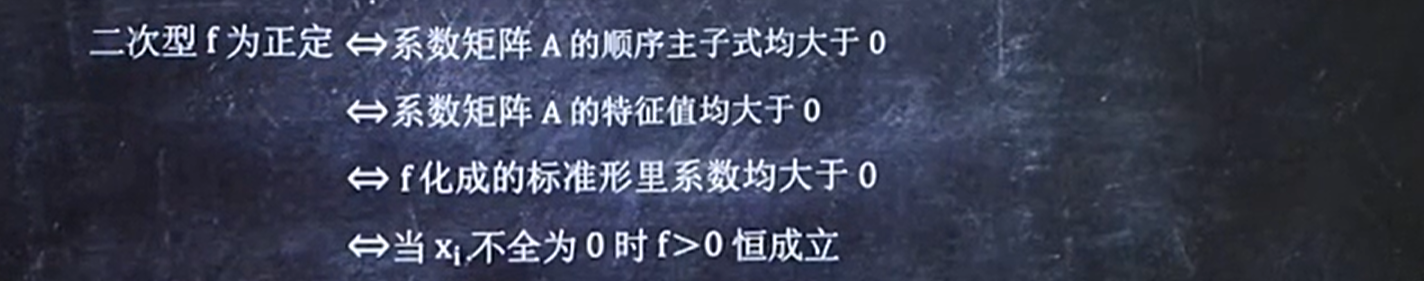 二次型 f 为正定 ⇔ 系数矩阵 A 的顺序主子式均大于 0
⇔ 系数矩阵 A 的特征值均大于 0
⇔ f 化成的标准形里系数均大于 0
⇔ 当 xᵢ 不全为 0 时 f>0 恒成立